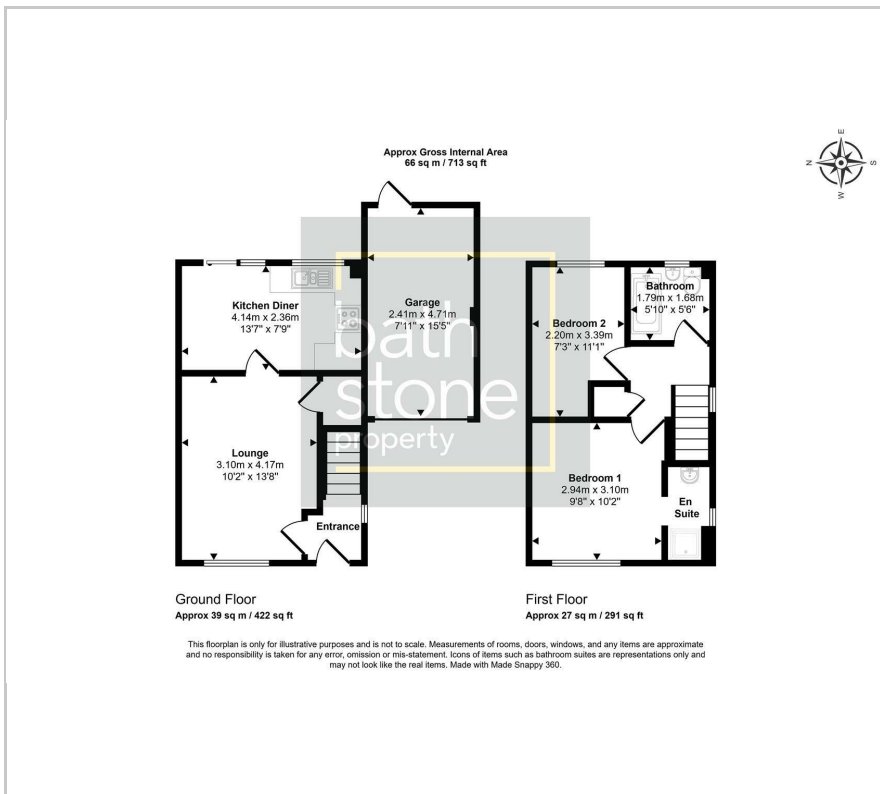 Approx Gross Internal Area
66 sq m / 713 sq ft
E
N
S
W
Kitchen Diner
4.14m x 2.36m
13'7" x 7'9"
Garage
2.41m x 4.71m
7'11" x 15'5"
Lounge
3.10m x 4.17m
10'2" x 13'8"
Entrance
bath
stone
property
Bathroom
1.79m x 1.68m
5'10" x 5'6"
Bedroom 2
2.20m x 3.39m
7'3" x 11'1"
Bedroom 1
2.94m x 3.10m
9'8" x 10'2"
En
Suite
Ground Floor
Approx 39 sq m / 422 sq ft
First Floor
Approx 27 sq m / 291 sq ft
This floorplan is only for illustrative purposes and is not to scale. Measurements of rooms, doors, windows, and any items are approximate
and no responsibility is taken for any error, omission or mis-statement. Icons of items such as bathroom suites are representations only and
may not look like the real items. Made with Made Snappy 360.